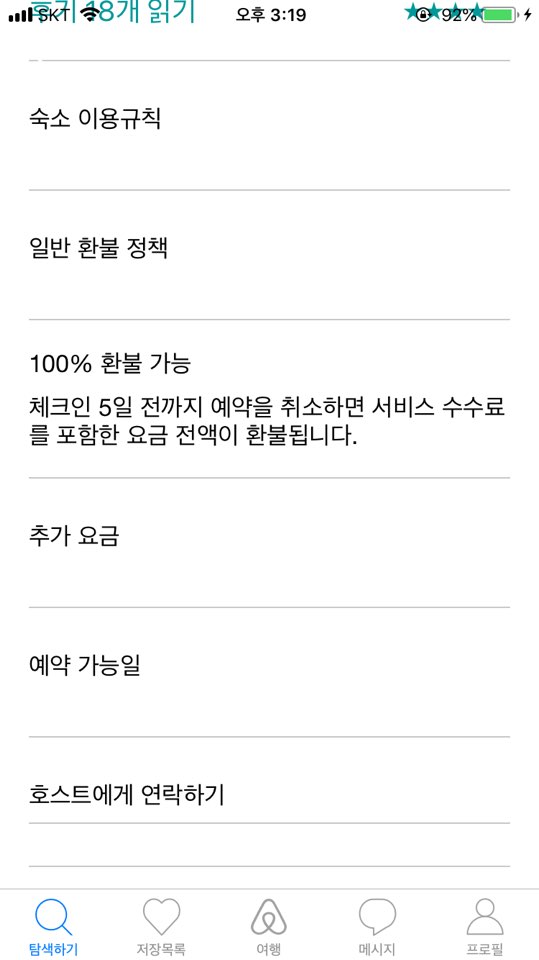 SKT 오후 3:19 92%
후기 18개 읽기
숙소 이용규칙
일반 환불 정책
100% 환불 가능
체크인 5일 전까지 예약을 취소하면 서비스 수수료
를 포함한 요금 전액이 환불됩니다.
추가 요금
예약 가능일
호스트에게 연락하기
탐색하기 저장목록 여행 메시지 프로필